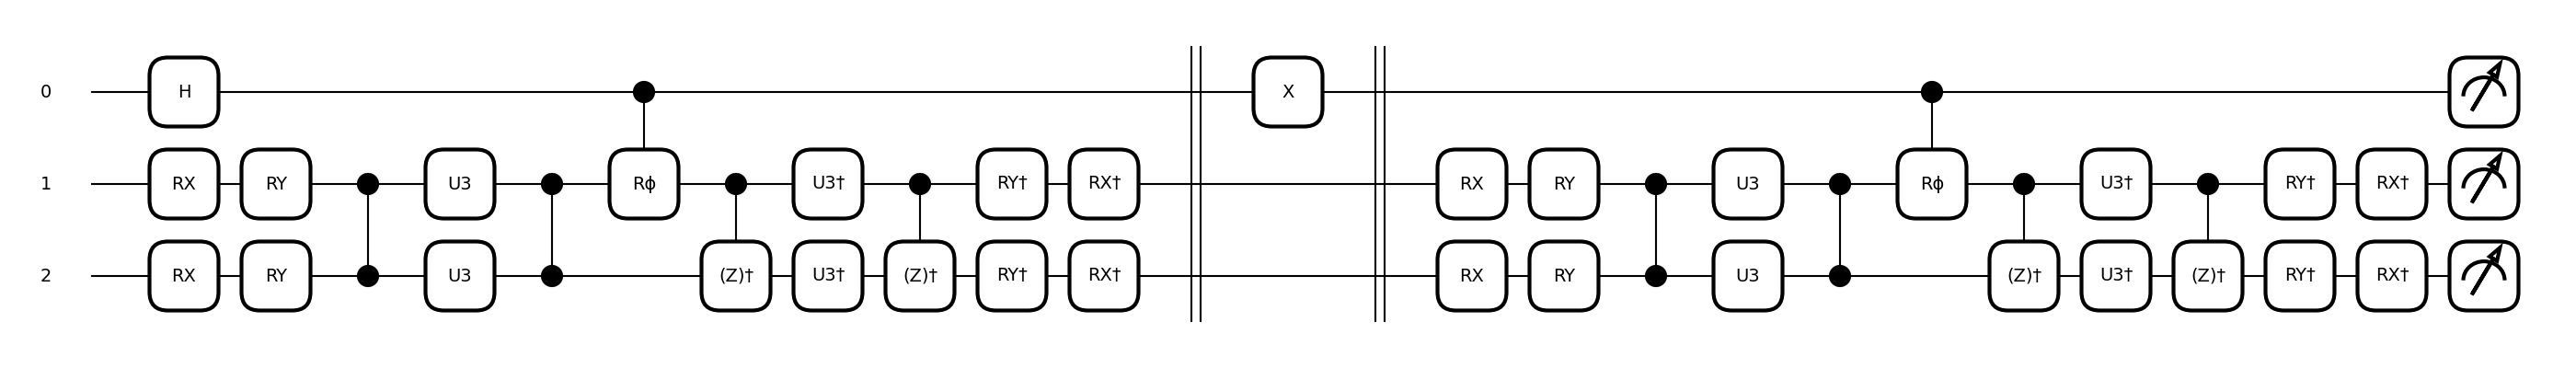 0 H X
1 RX RY U3 Rϕ U3† RY† RX† RX RY U3 Rϕ U3† RY† RX†
2 RX RY U3 (Z)† U3† (Z)† RY† RX† RX RY U3 (Z)† U3† (Z)† RY† RX†